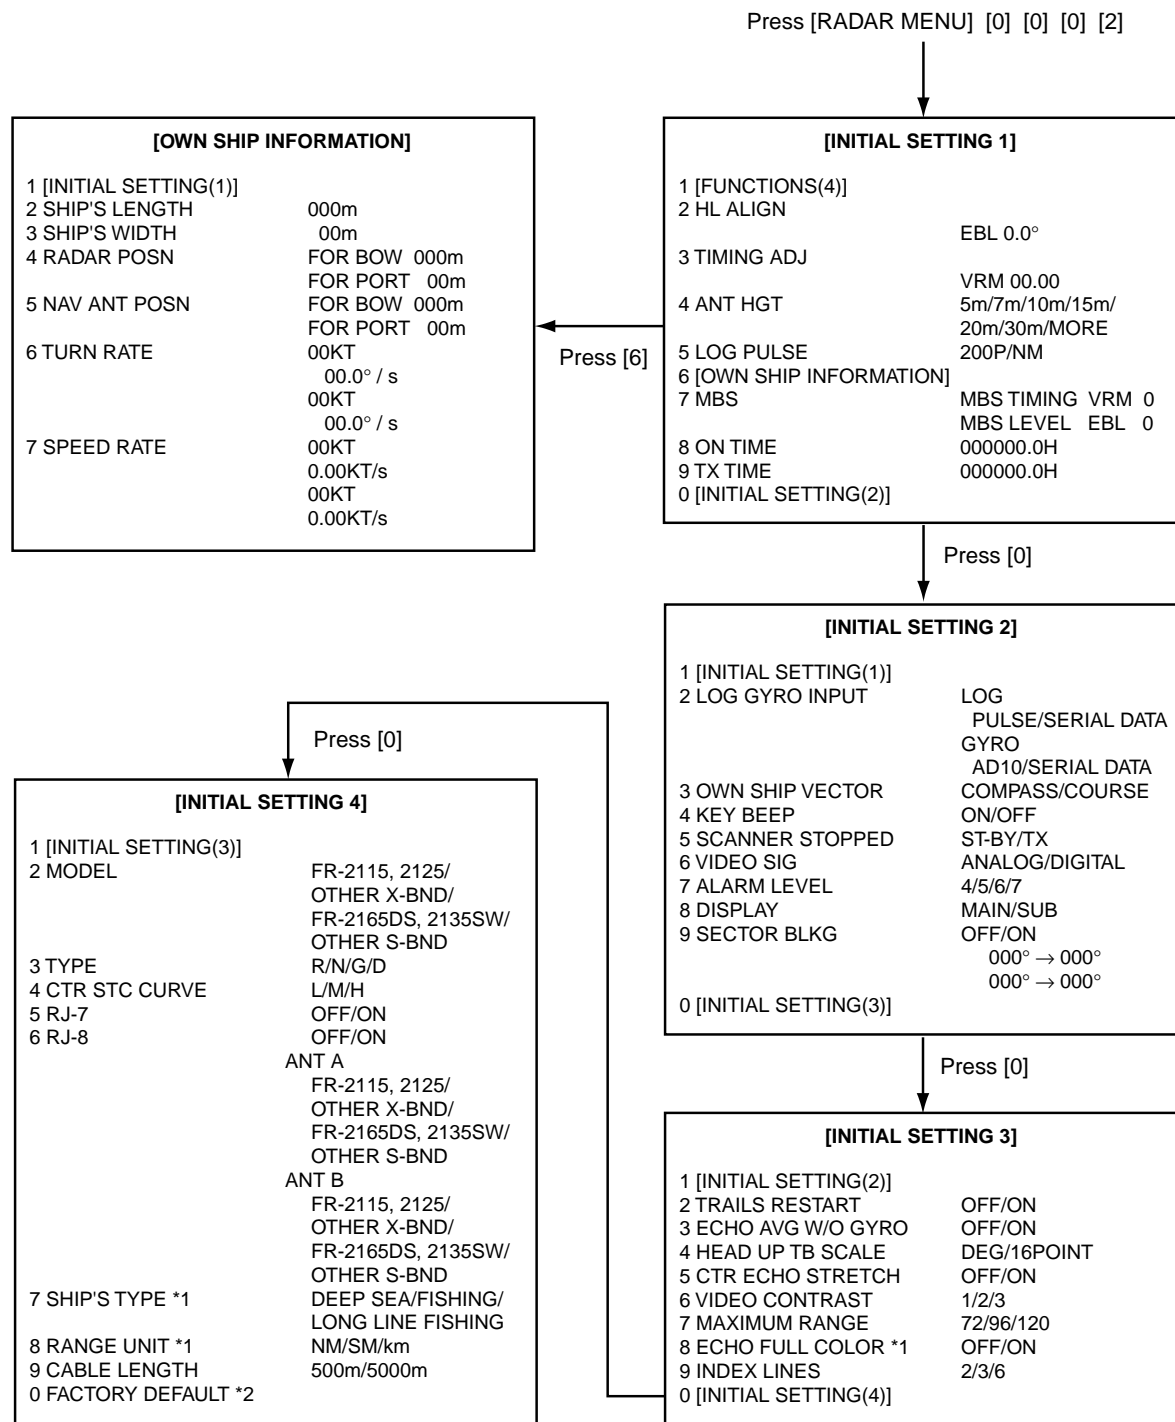 Press [RADAR MENU] [0] [0] [0] [2]
[OWN SHIP INFORMATION]
1 [INITIAL SETTING(1)]
2 SHIP'S LENGTH 000m
3 SHIP'S WIDTH 00m
4 RADAR POSN FOR BOW 000m
FOR PORT 00m
5 NAV ANT POSN FOR BOW 000m
FOR PORT 00m
6 TURN RATE 00KT
00.0° / s
00KT
00.0° / s
7 SPEED RATE 00KT
0.00KT/s
00KT
0.00KT/s
Press [6]
[INITIAL SETTING 1]
1 [FUNCTIONS(4)]
2 HL ALIGN
EBL 0.0°
3 TIMING ADJ
VRM 00.00
4 ANT HGT 5m/7m/10m/15m/
20m/30m/MORE
5 LOG PULSE 200P/NM
6 [OWN SHIP INFORMATION]
7 MBS MBS TIMING VRM 0
MBS LEVEL EBL 0
8 ON TIME 000000.0H
9 TX TIME 000000.0H
0 [INITIAL SETTING(2)]
Press [0]
[INITIAL SETTING 2]
1 [INITIAL SETTING(1)]
2 LOG GYRO INPUT LOG
PULSE/SERIAL DATA
GYRO
AD10/SERIAL DATA
3 OWN SHIP VECTOR COMPASS/COURSE
4 KEY BEEP ON/OFF
5 SCANNER STOPPED ST-BY/TX
6 VIDEO SIG ANALOG/DIGITAL
7 ALARM LEVEL 4/5/6/7
8 DISPLAY MAIN/SUB
9 SECTOR BLKG OFF/ON
000° → 000°
000° → 000°
0 [INITIAL SETTING(3)]
Press [0]
[INITIAL SETTING 3]
1 [INITIAL SETTING(2)]
2 TRAILS RESTART OFF/ON
3 ECHO AVG W/O GYRO OFF/ON
4 HEAD UP TB SCALE DEG/16POINT
5 CTR ECHO STRETCH OFF/ON
6 VIDEO CONTRAST 1/2/3
7 MAXIMUM RANGE 72/96/120
8 ECHO FULL COLOR *1 OFF/ON
9 INDEX LINES 2/3/6
0 [INITIAL SETTING(4)]
Press [0]
[INITIAL SETTING 4]
1 [INITIAL SETTING(3)]
2 MODEL FR-2115, 2125/
OTHER X-BND/
FR-2165DS, 2135SW/
OTHER S-BND
3 TYPE R/N/G/D
4 CTR STC CURVE L/M/H
5 RJ-7 OFF/ON
6 RJ-8 OFF/ON
ANT A
FR-2115, 2125/
OTHER X-BND/
FR-2165DS, 2135SW/
OTHER S-BND
ANT B
FR-2115, 2125/
OTHER X-BND/
FR-2165DS, 2135SW/
OTHER S-BND
7 SHIP'S TYPE *1 DEEP SEA/FISHING/
LONG LINE FISHING
8 RANGE UNIT *1 NM/SM/km
9 CABLE LENGTH 500m/5000m
0 FACTORY DEFAULT *2